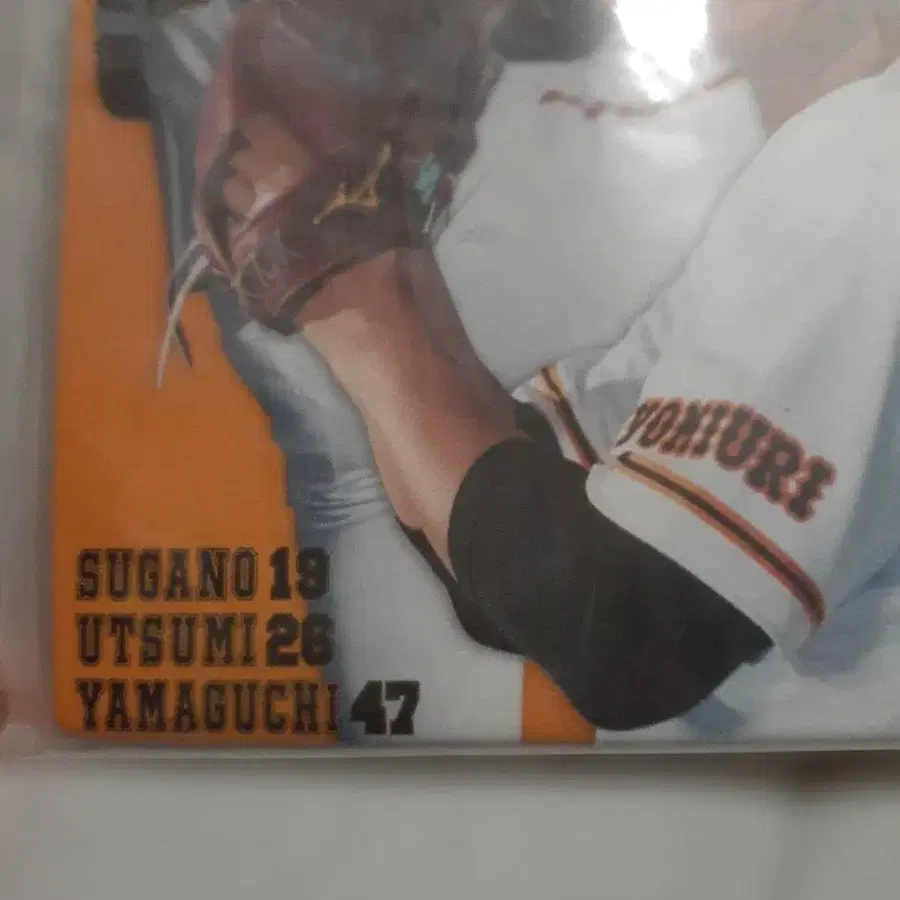 YOMIURI
SUGANO 19
UTSUMI 26
YAMAGUCHI 47